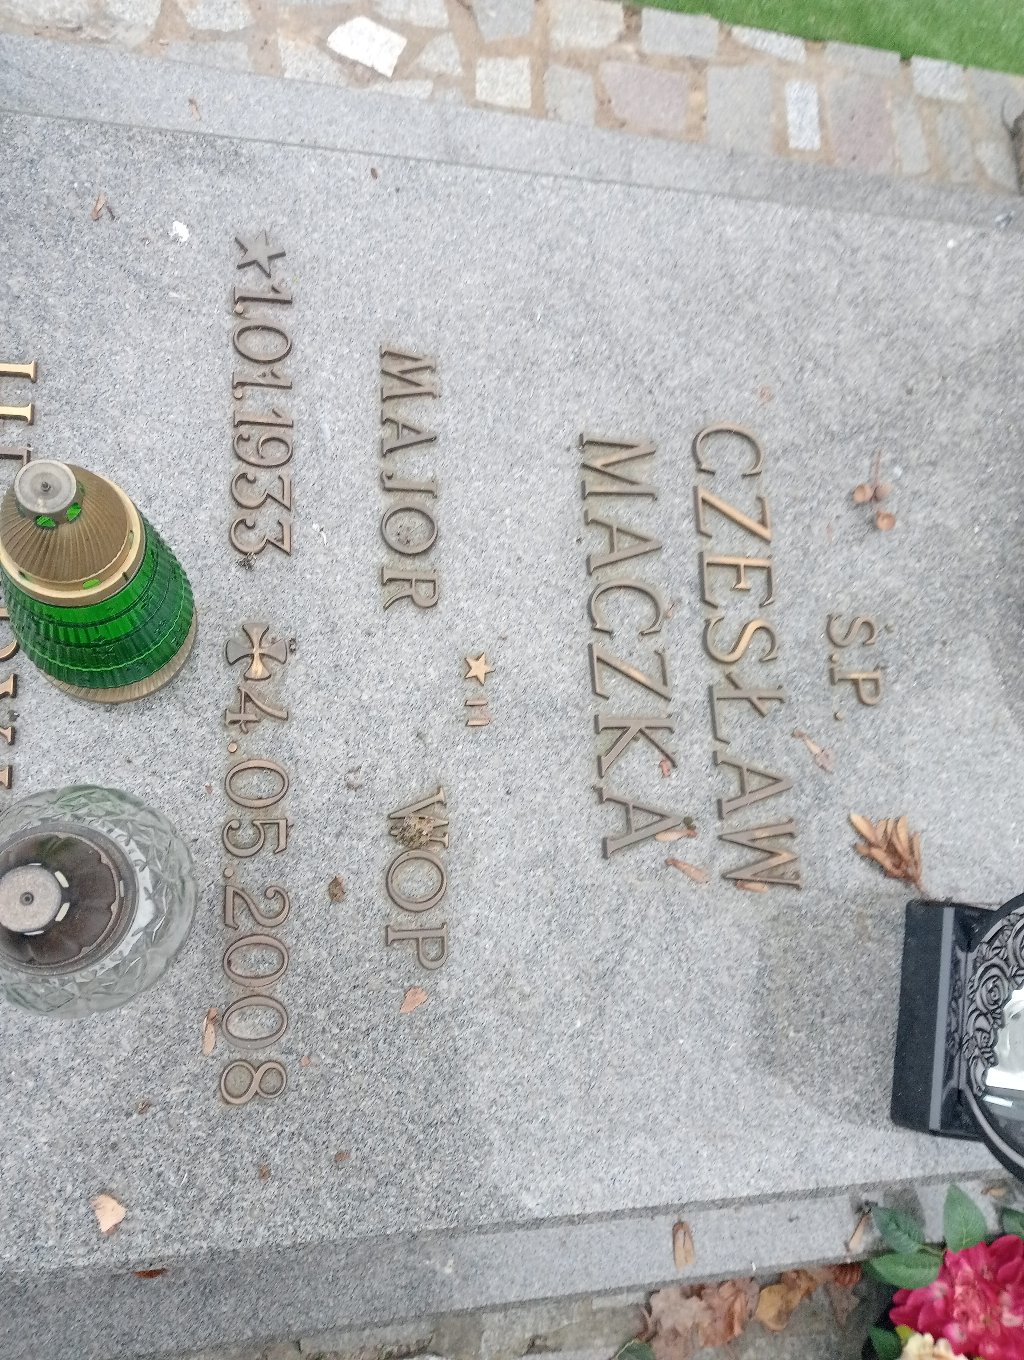 S.P.
CZESŁAW
MACZKA
MAJOR WOP
★1.01.1933 ✠4.05.2008